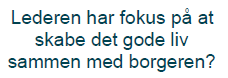 Lederen har fokus på at
skabe det gode liv
sammen med borgeren?